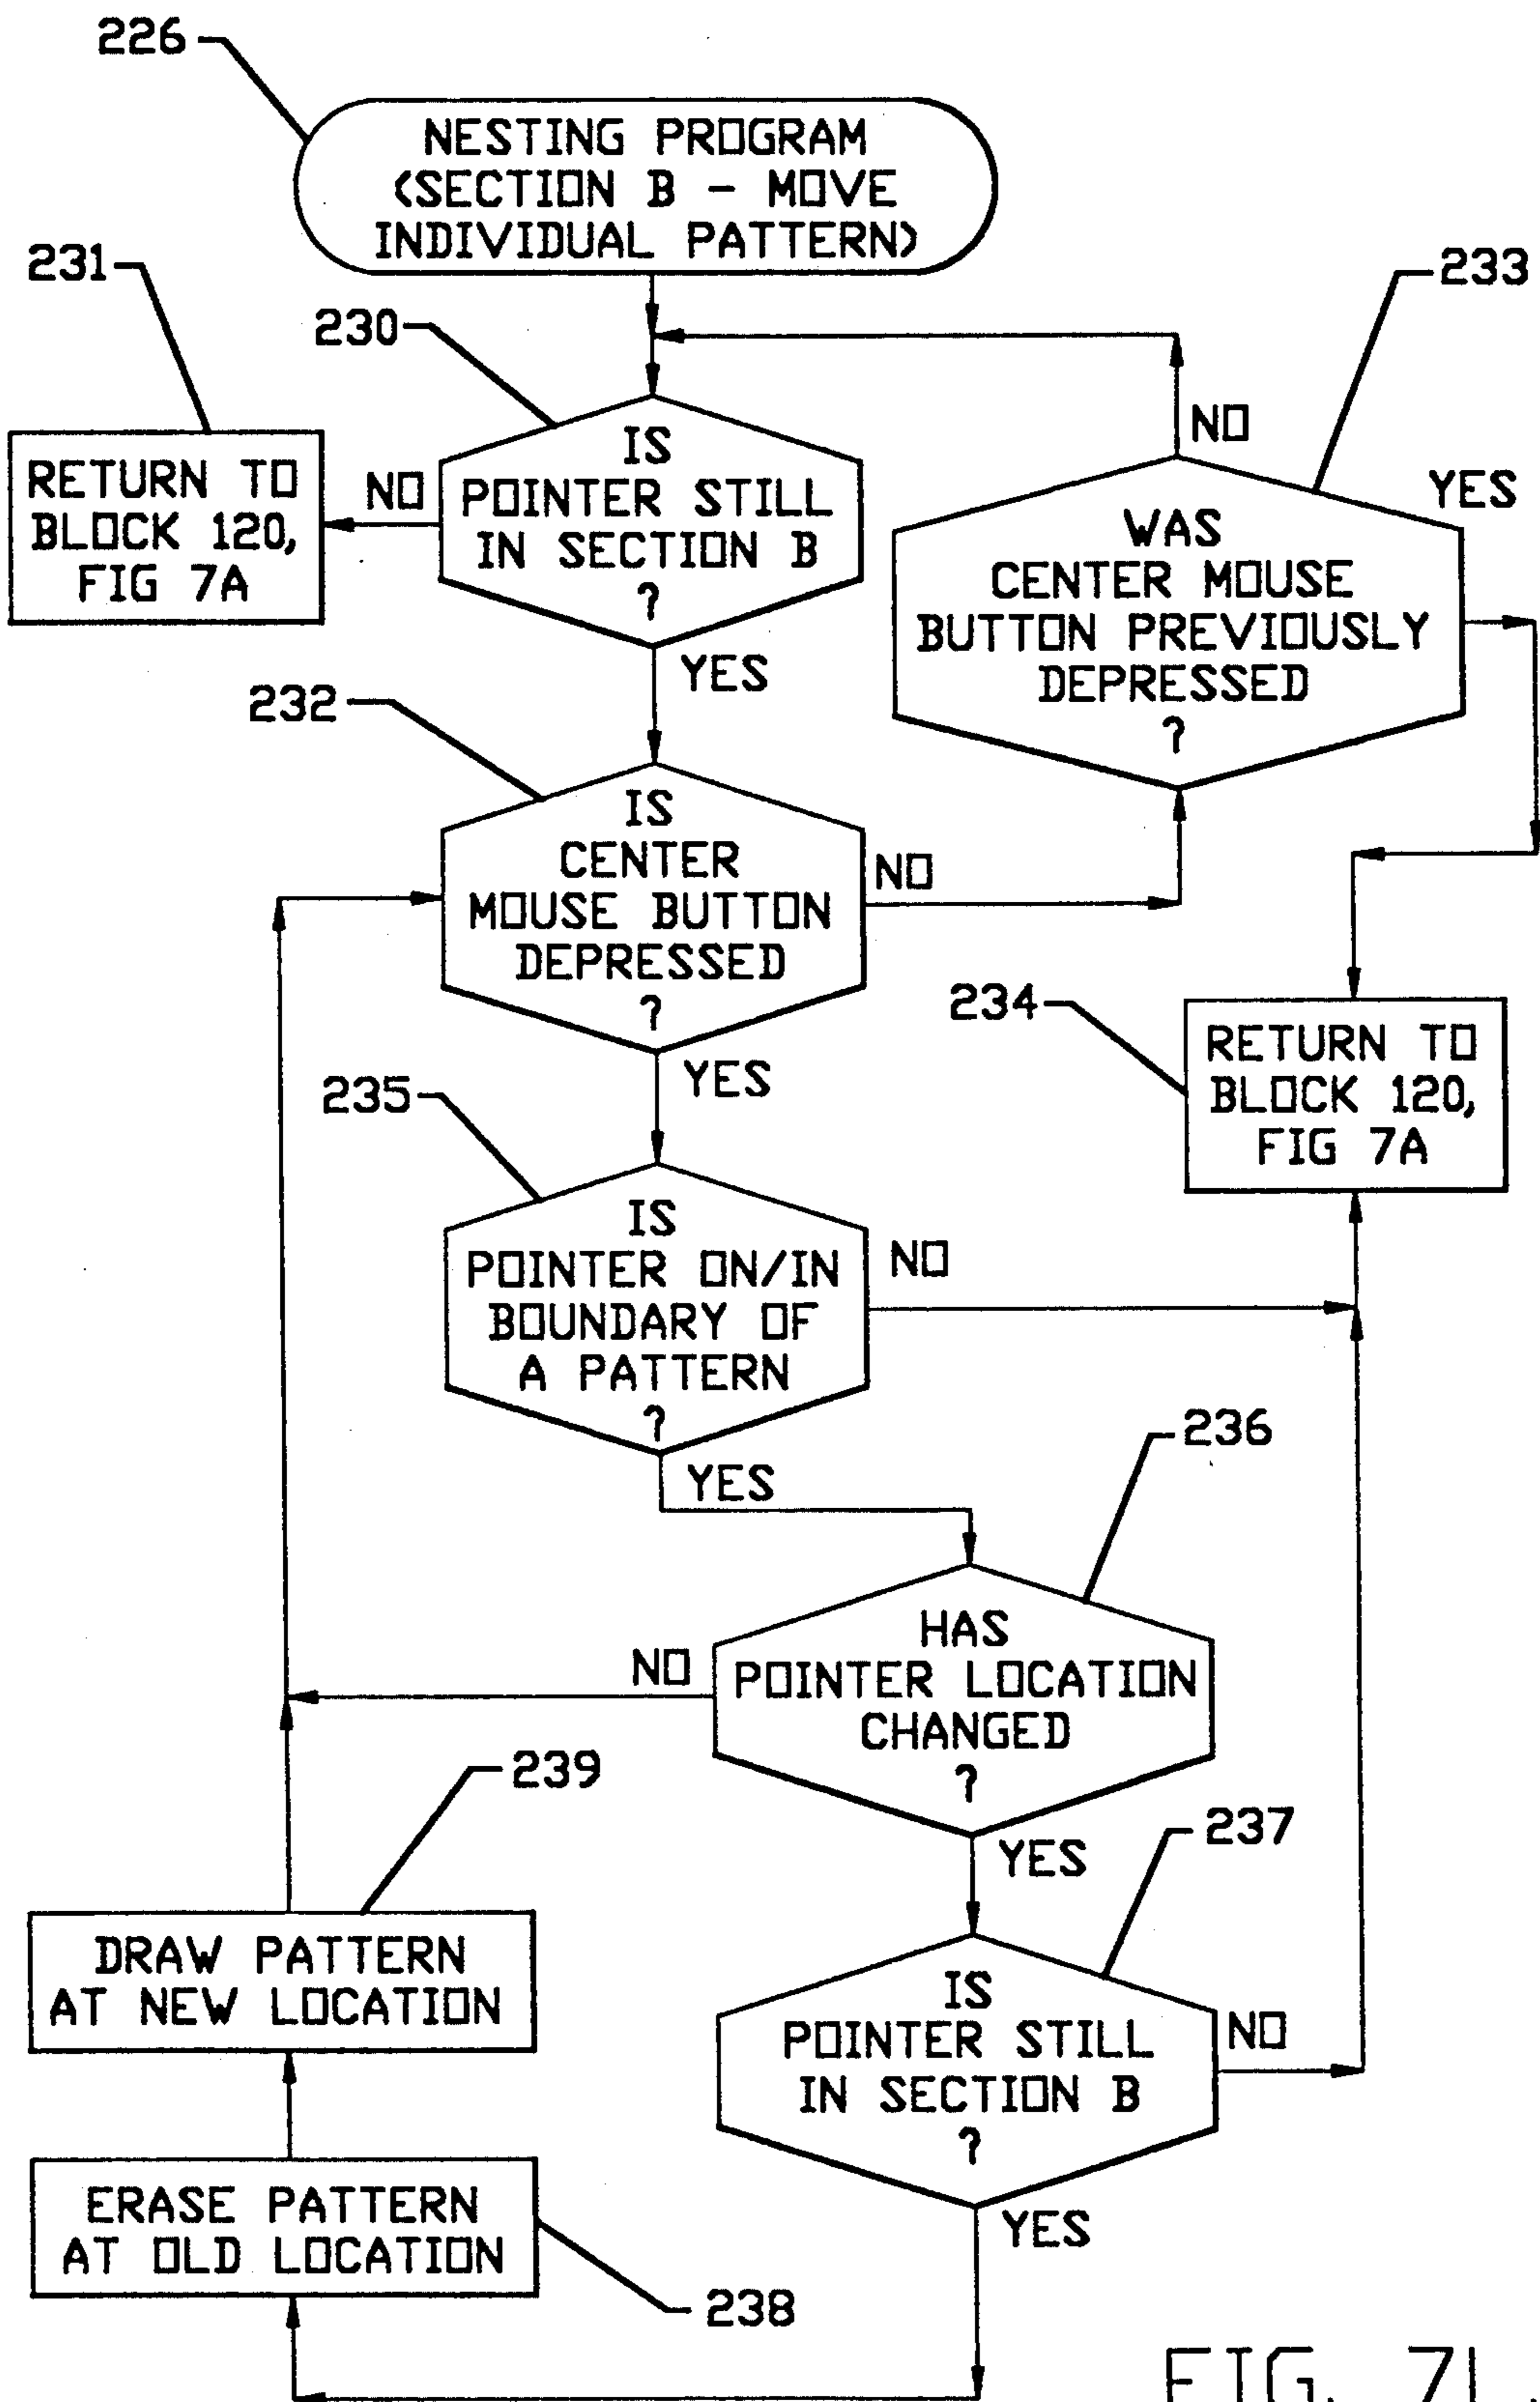 226
NESTING PROGRAM
(SECTION B - MOVE
INDIVIDUAL PATTERN)
231
230
233
RETURN TO
BLOCK 120,
FIG 7A
NO
IS
POINTER STILL
IN SECTION B
?
YES
NO
YES
WAS
CENTER MOUSE
BUTTON PREVIOUSLY
DEPRESSED
?
232
IS
CENTER
MOUSE BUTTON
DEPRESSED
?
NO
YES
234
RETURN TO
BLOCK 120,
FIG 7A
235
IS
POINTER ON/IN
BOUNDARY OF
A PATTERN
?
NO
YES
236
HAS
POINTER LOCATION
CHANGED
?
NO
YES
239
237
DRAW PATTERN
AT NEW LOCATION
IS
POINTER STILL
IN SECTION B
?
NO
YES
ERASE PATTERN
AT OLD LOCATION
238